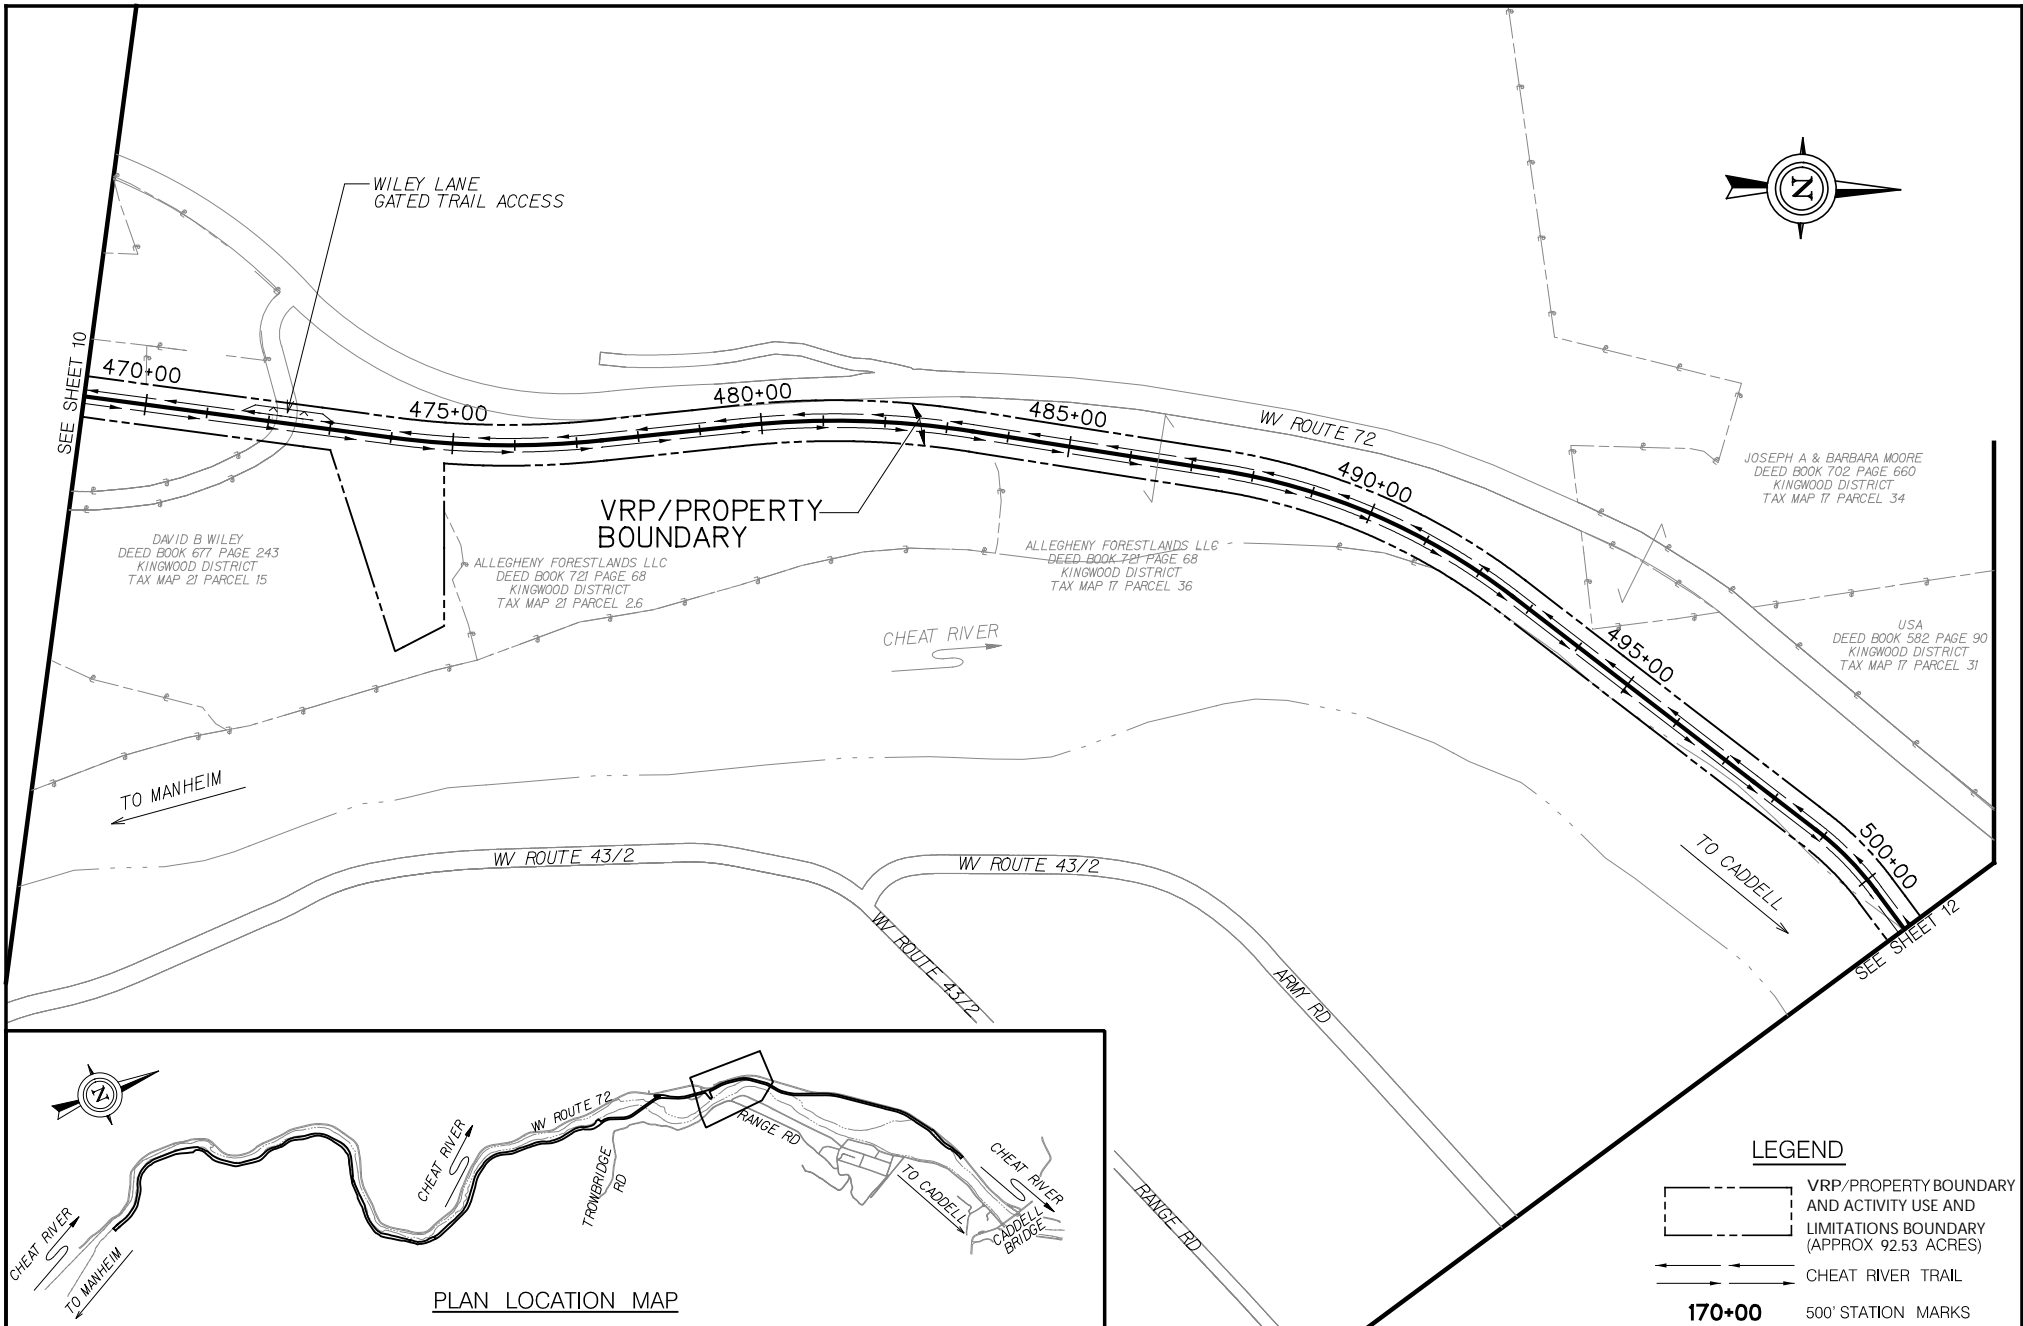 WILEY LANE
GATED TRAIL ACCESS
N
SEE SHEET 10
470+00
475+00
480+00
485+00
WV ROUTE 72
490+00
495+00
500+00
VRP/PROPERTY
BOUNDARY
JOSEPH A & BARBARA MOORE
DEED BOOK 702 PAGE 660
KINGWOOD DISTRICT
TAX MAP 17 PARCEL 34
DAVID B WILEY
DEED BOOK 677 PAGE 243
KINGWOOD DISTRICT
TAX MAP 21 PARCEL 15
ALLEGHENY FORESTLANDS LLC
DEED BOOK 721 PAGE 68
KINGWOOD DISTRICT
TAX MAP 21 PARCEL 2.6
ALLEGHENY FORESTLANDS LLC
DEED BOOK 721 PAGE 68
KINGWOOD DISTRICT
TAX MAP 17 PARCEL 36
USA
DEED BOOK 582 PAGE 90
KINGWOOD DISTRICT
TAX MAP 17 PARCEL 31
CHEAT RIVER
TO MANHEIM
WV ROUTE 43/2
WV ROUTE 43/2
WV ROUTE 43/2
ARMY RD
TO CADDELL
SEE SHEET 12
RANGE RD
N
CHEAT RIVER
TO MANHEIM
CHEAT RIVER
WV ROUTE 72
TROWBRIDGE
RD
RANGE RD
TO CADDELL
CHEAT RIVER
CADDELL
BRIDGE
PLAN LOCATION MAP
LEGEND
VRP/PROPERTY BOUNDARY
AND ACTIVITY USE AND
LIMITATIONS BOUNDARY
(APPROX 92.53 ACRES)
CHEAT RIVER TRAIL
170+00 500' STATION MARKS